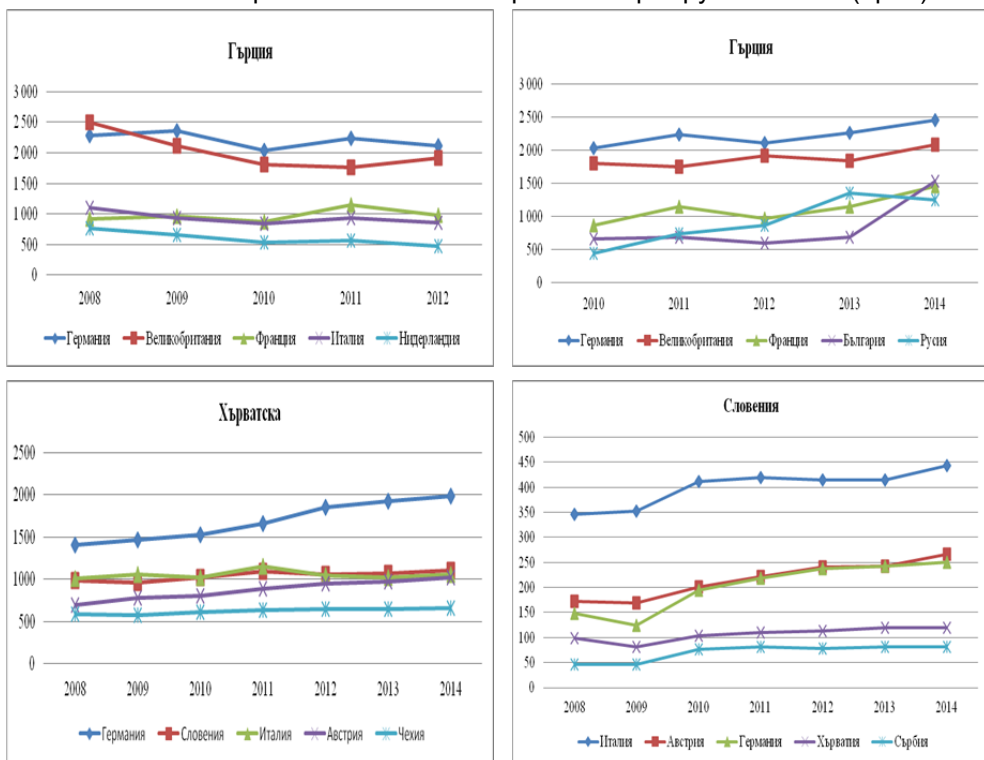 Гърция
3 000
2 500
2 000
1 500
1 000
500
0
2008 2009 2010 2011 2012
Германия Великобритания Франция Италия Нидерландия
Гърция
3 000
2 500
2 000
1 500
1 000
500
0
2010 2011 2012 2013 2014
Германия Великобритания Франция България Русия
Хърватска
2500
2000
1500
1000
500
0
2008 2009 2010 2011 2012 2013 2014
Германия Словения Италия Австрия Чехия
Словения
500
450
400
350
300
250
200
150
100
50
0
2008 2009 2010 2011 2012 2013 2014
Италия Австрия Германия Хърватия Сърбия